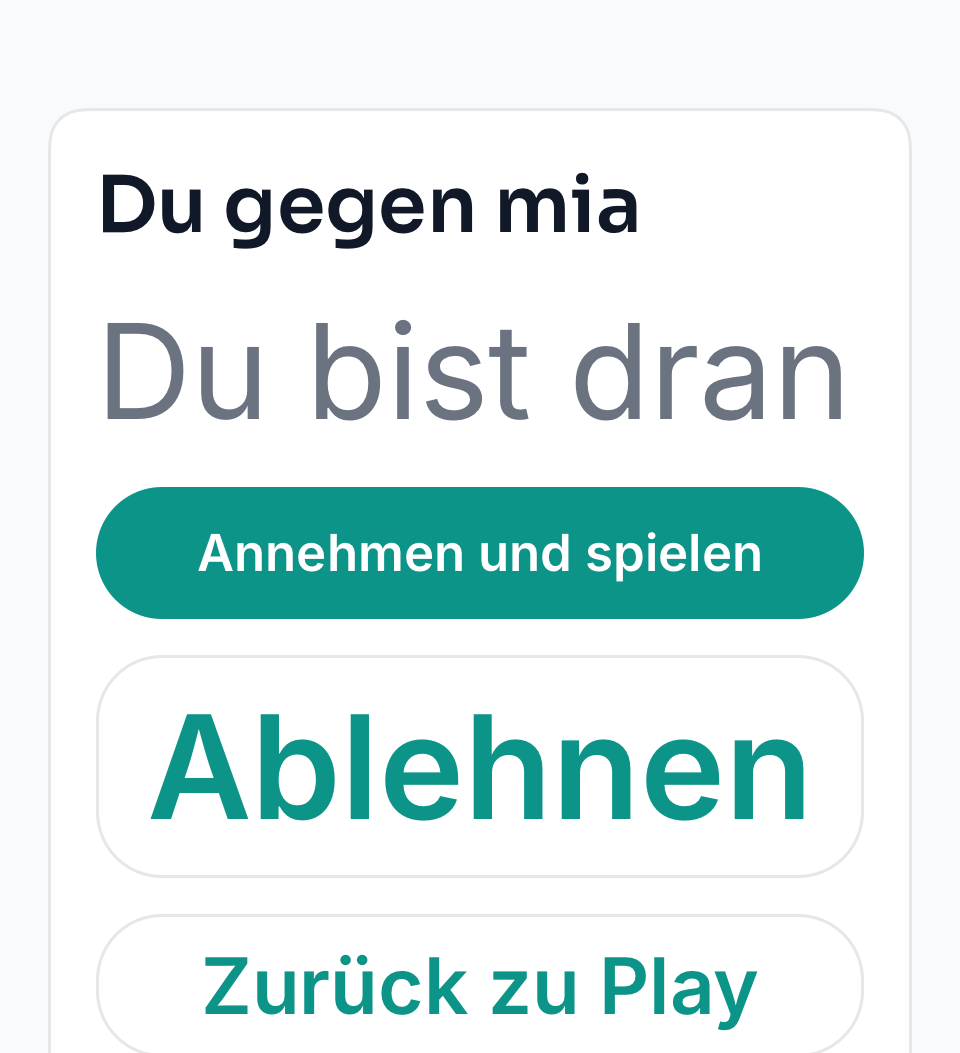 Du gegen mia
Du bist dran
Annehmen und spielen
Ablehnen
Zurück zu Play